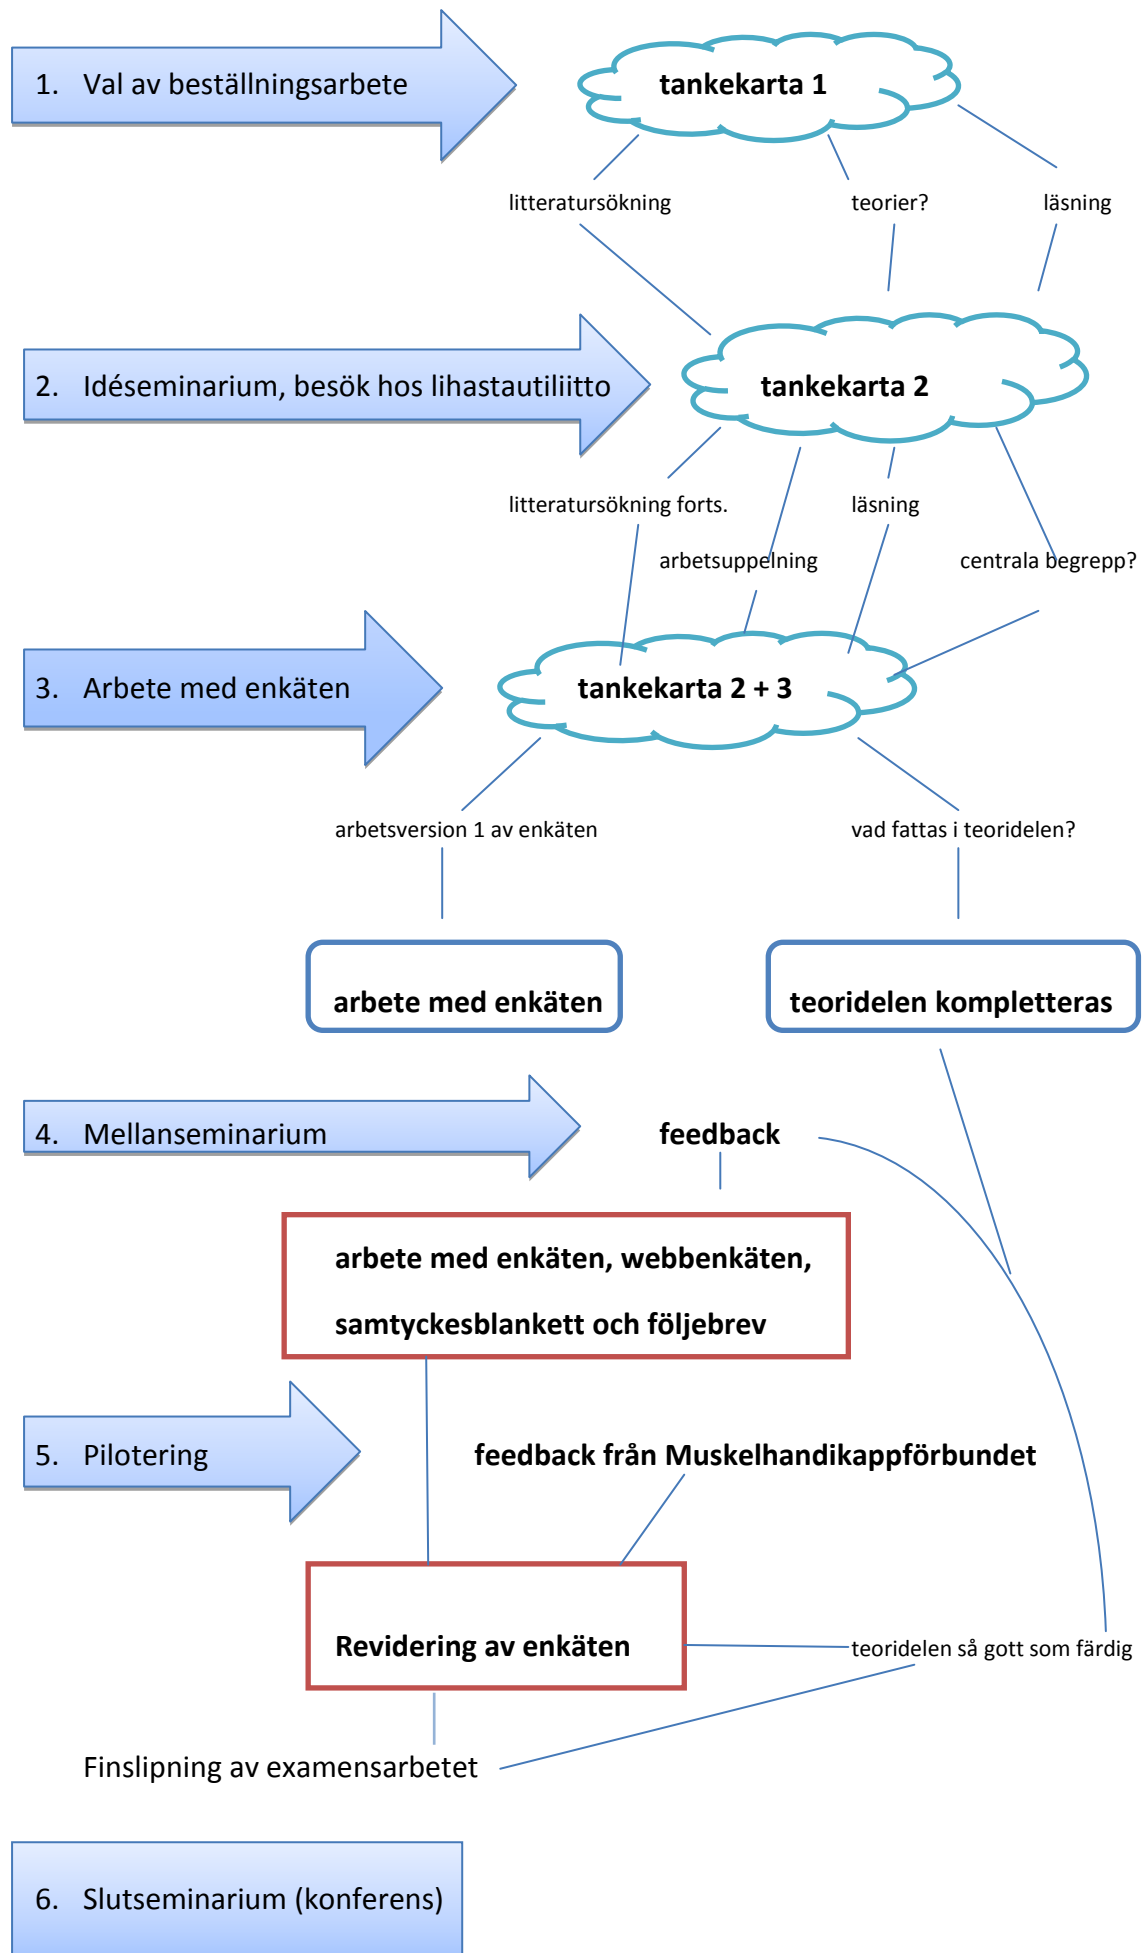 1. Val av beställningsarbete
tankekarta 1
litteratursökning
teorier?
läsning
2. Idéseminarium, besök hos lihastautiliitto
tankekarta 2
litteratursökning forts.
läsning
arbetsuppelning
centrala begrepp?
3. Arbete med enkäten
tankekarta 2 + 3
arbetsversion 1 av enkäten
vad fattas i teoridelen?
arbete med enkäten
teoridelen kompletteras
4. Mellanseminarium
feedback
arbete med enkäten, webbenkäten,
samtyckesblankett och följebrev
5. Pilotering
feedback från Muskelhandikappförbundet
Revidering av enkäten
teoridelen så gott som färdig
Finslipning av examensarbetet
6. Slutseminarium (konferens)